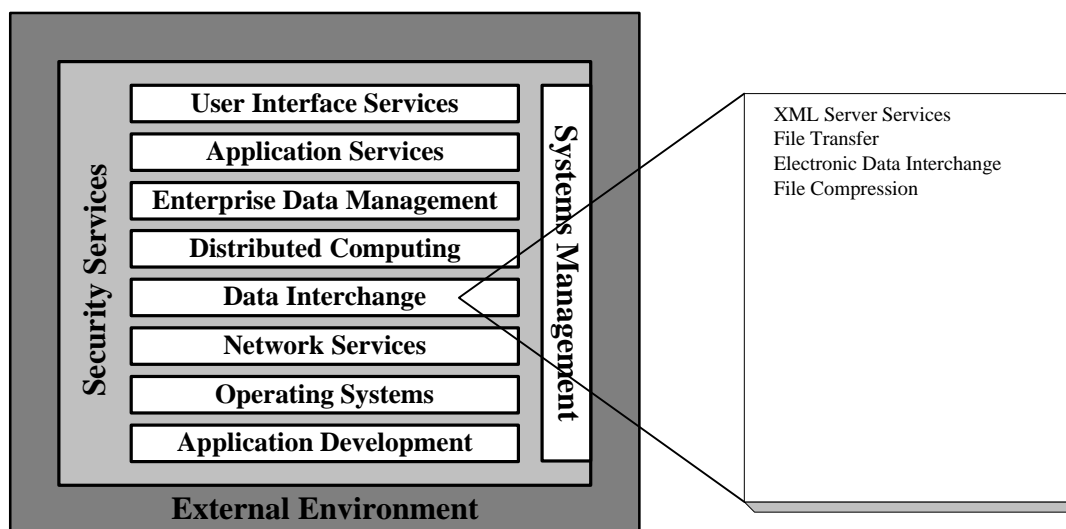 User Interface Services
Application Services
Enterprise Data Management
Distributed Computing
Data Interchange
Network Services
Operating Systems
Application Development
Security Services
Systems Management
External Environment
XML Server Services
File Transfer
Electronic Data Interchange
File Compression